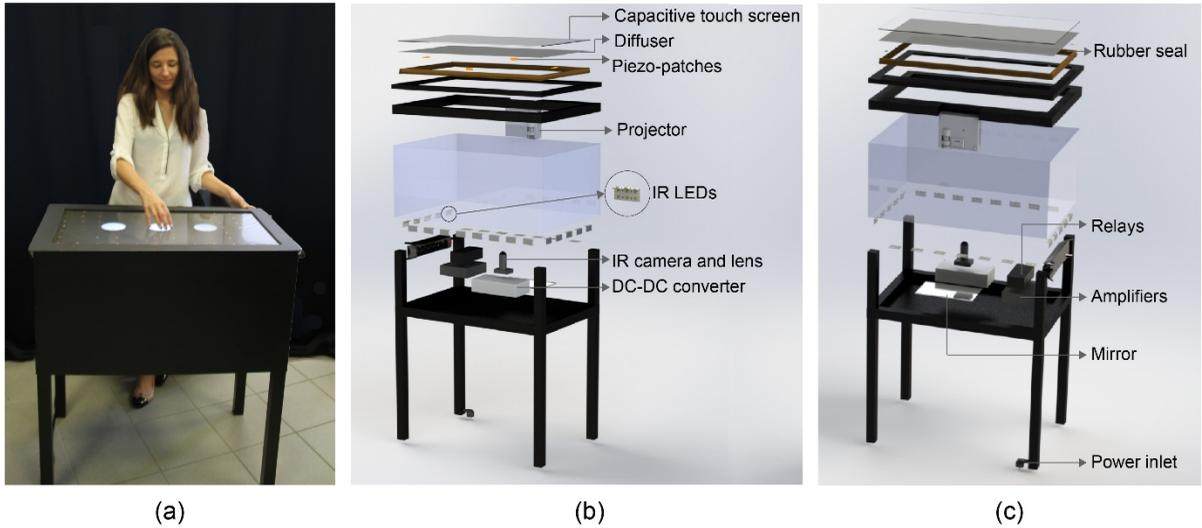 Capacitive touch screen
Diffuser
Piezo-patches
Projector
IR LEDs
IR camera and lens
DC-DC converter
Rubber seal
Relays
Amplifiers
Mirror
Power inlet
(a)
(b)
(c)